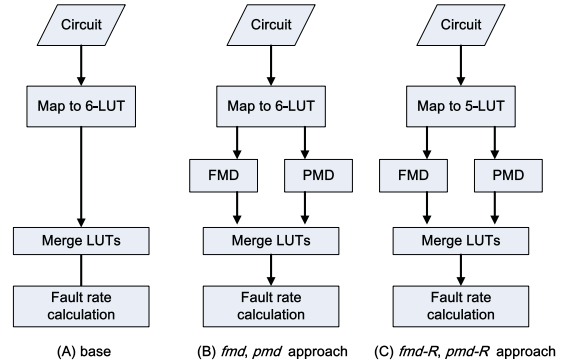 Circuit
Circuit
Circuit
Map to 6-LUT
Map to 6-LUT
Map to 5-LUT
FMD
PMD
FMD
PMD
Merge LUTs
Merge LUTs
Merge LUTs
Fault rate
calculation
Fault rate
calculation
Fault rate
calculation
(A) base
(B) fmd, pmd approach
(C) fmd-R, pmd-R approach